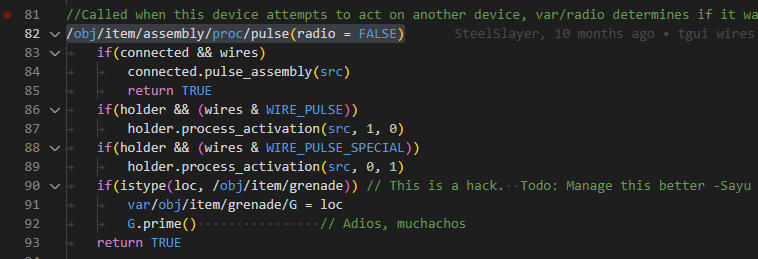 81 //Called when this device attempts to act on another device, var/radio determines if it wa
82 /obj/item/assembly/proc/pulse(radio = FALSE) SteelSlayer, 10 months ago • tgui wires
83 if(connected && wires)
84 connected.pulse_assembly(src)
85 return TRUE
86 if(holder && (wires & WIRE_PULSE))
87 holder.process_activation(src, 1, 0)
88 if(holder && (wires & WIRE_PULSE_SPECIAL))
89 holder.process_activation(src, 0, 1)
90 if(istype(loc, /obj/item/grenade)) // This is a hack. Todo: Manage this better -Sayu
91 var/obj/item/grenade/G = loc
92 G.prime() // Adios, muchachos
93 return TRUE